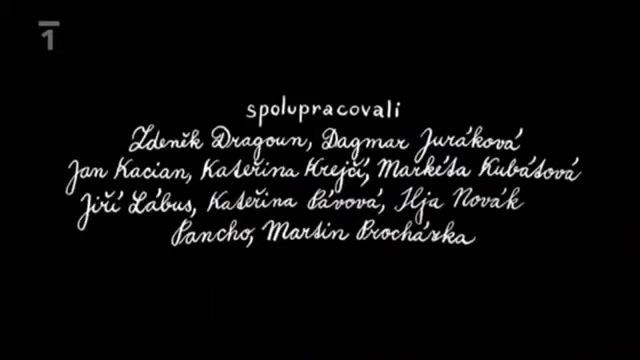 1
spolupracovali
Zdeněk Dragoun, Dagmar Juráková
Jan Kacian, Kateřina Krejčí, Markéta Kubátová
Jiří Lábus, Kateřina Pávová, Ilja Novák
Pancho, Martin Procházka